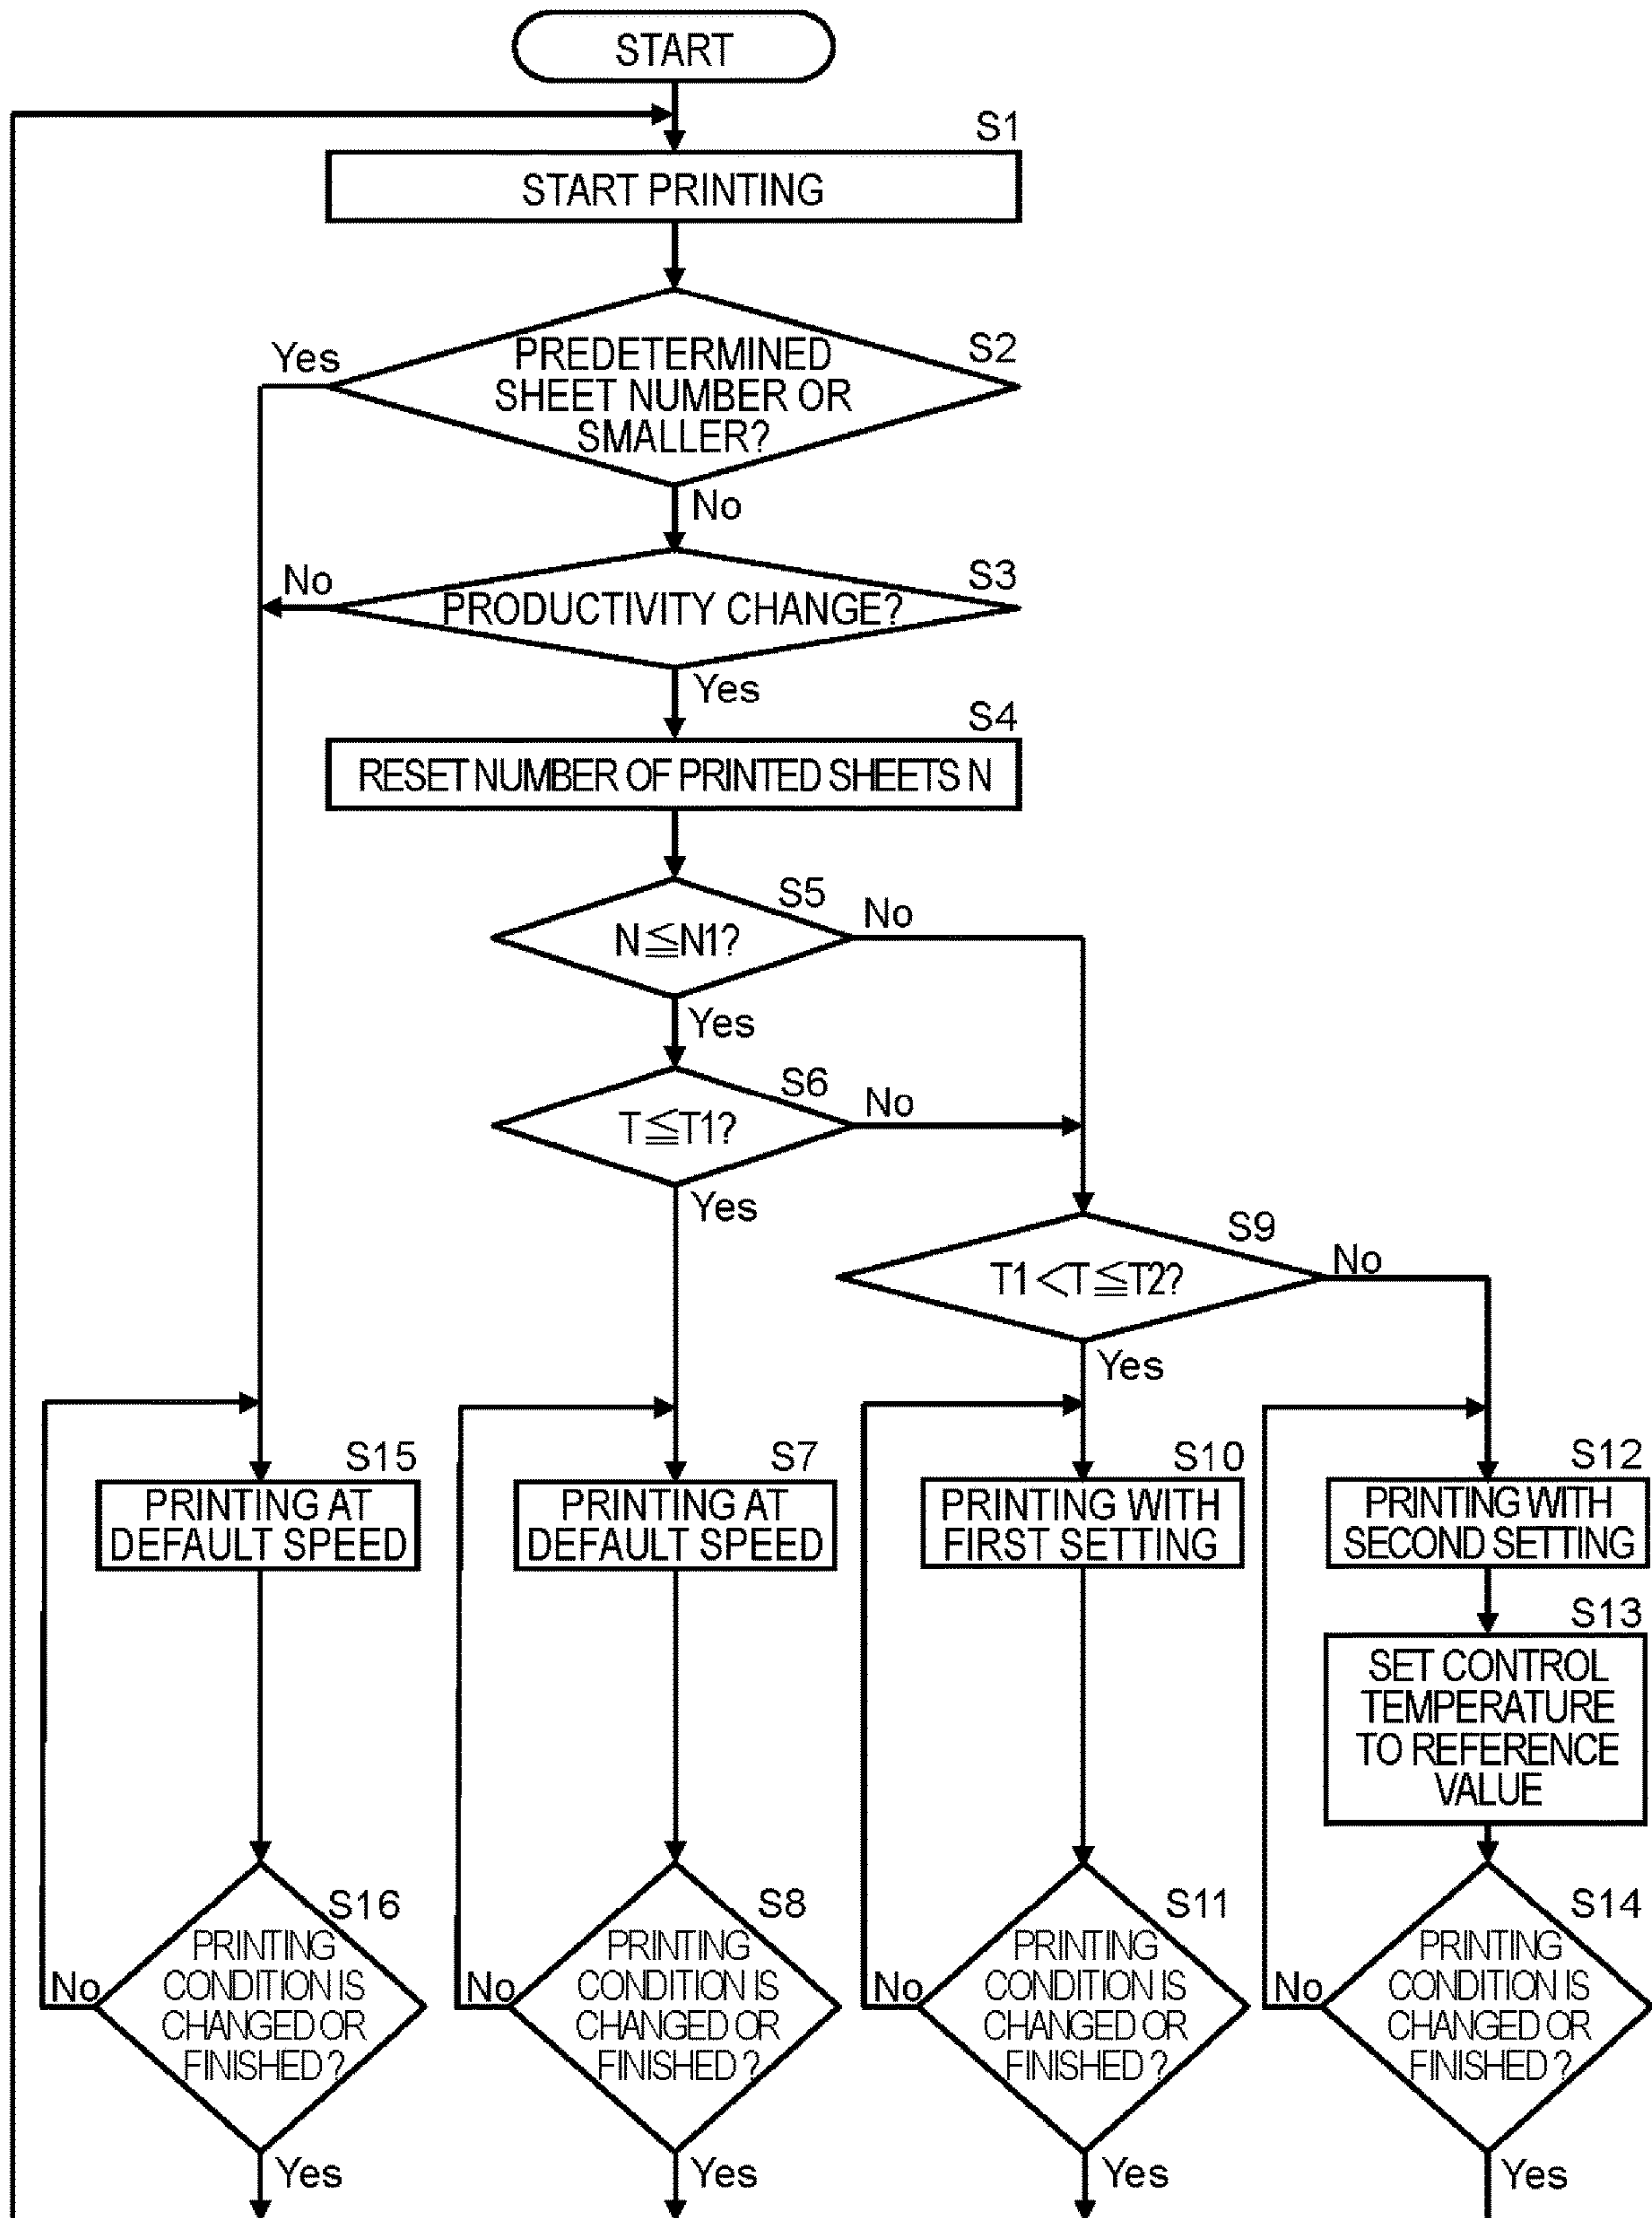 START
S1
START PRINTING
S2
Yes
PREDETERMINED
SHEET NUMBER OR
SMALLER?
No
S3
No
PRODUCTIVITY CHANGE?
Yes
S4
RESET NUMBER OF PRINTED SHEETS N
S5
No
N≦N1?
Yes
S6
No
T≦T1?
Yes
S9
No
T1<T≦T2?
Yes
S15
PRINTING AT
DEFAULT SPEED
S7
PRINTING AT
DEFAULT SPEED
S10
PRINTING WITH
FIRST SETTING
S12
PRINTING WITH
SECOND SETTING
S13
SET CONTROL
TEMPERATURE
TO REFERENCE
VALUE
S16
PRINTING
CONDITION IS
CHANGED OR
FINISHED?
No
Yes
S8
PRINTING
CONDITION IS
CHANGED OR
FINISHED?
No
Yes
S11
PRINTING
CONDITION IS
CHANGED OR
FINISHED?
No
Yes
S14
PRINTING
CONDITION IS
CHANGED OR
FINISHED?
No
Yes